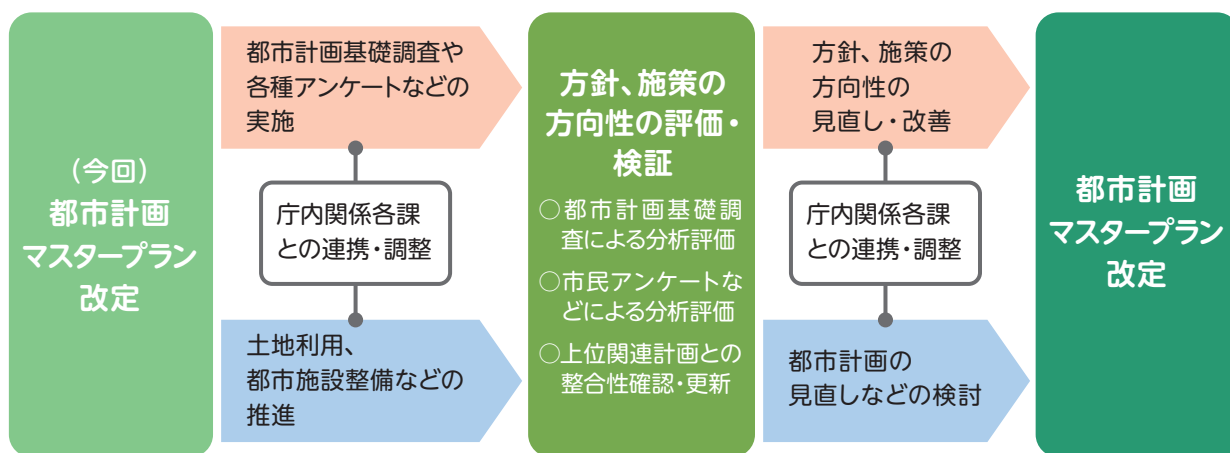 (今回)
都市計画
マスタープラン
改定
都市計画基礎調査や
各種アンケートなどの
実施
庁内関係各課
との連携・調整
土地利用、
都市施設整備などの
推進
方針、施策の
方向性の評価・
検証
○都市計画基礎調
査による分析評価
○市民アンケートな
どによる分析評価
○上位関連計画との
整合性確認・更新
方針、施策の
方向性の
見直し・改善
庁内関係各課
との連携・調整
都市計画の
見直しなどの検討
都市計画
マスタープラン
改定